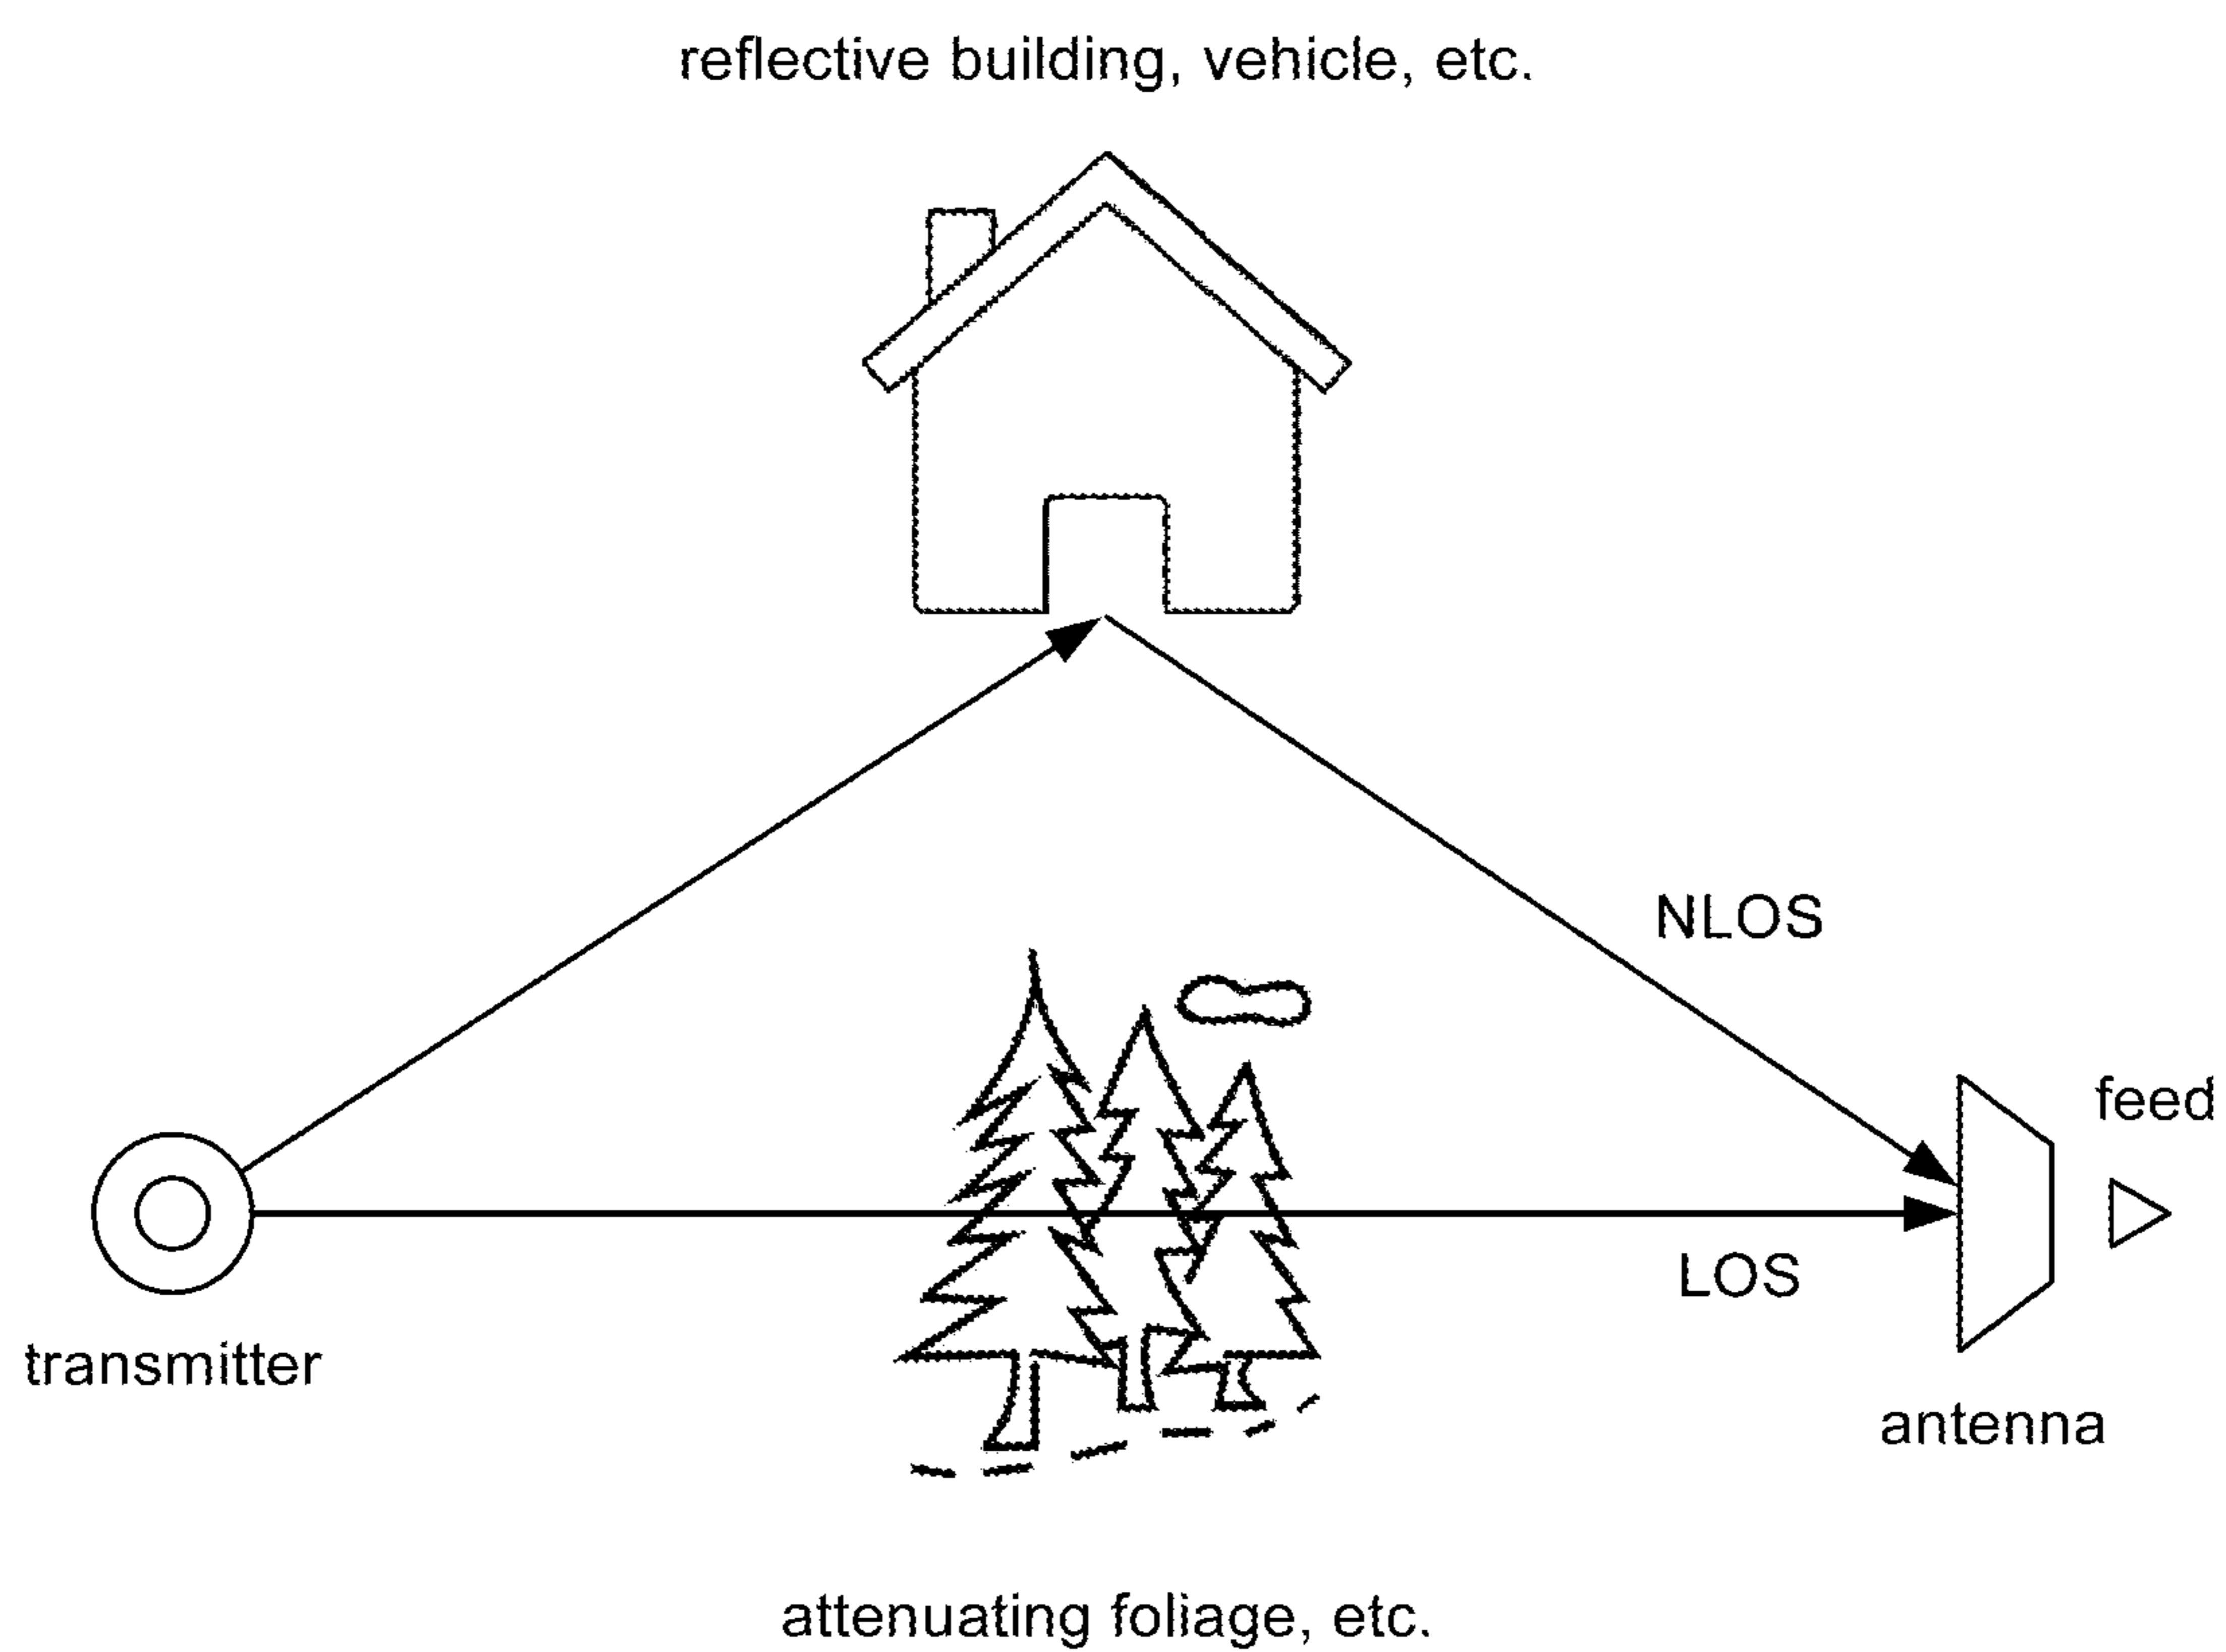 reflective building, vehicle, etc.
NLOS
feed
LOS
transmitter
antenna
attenuating foliage, etc.